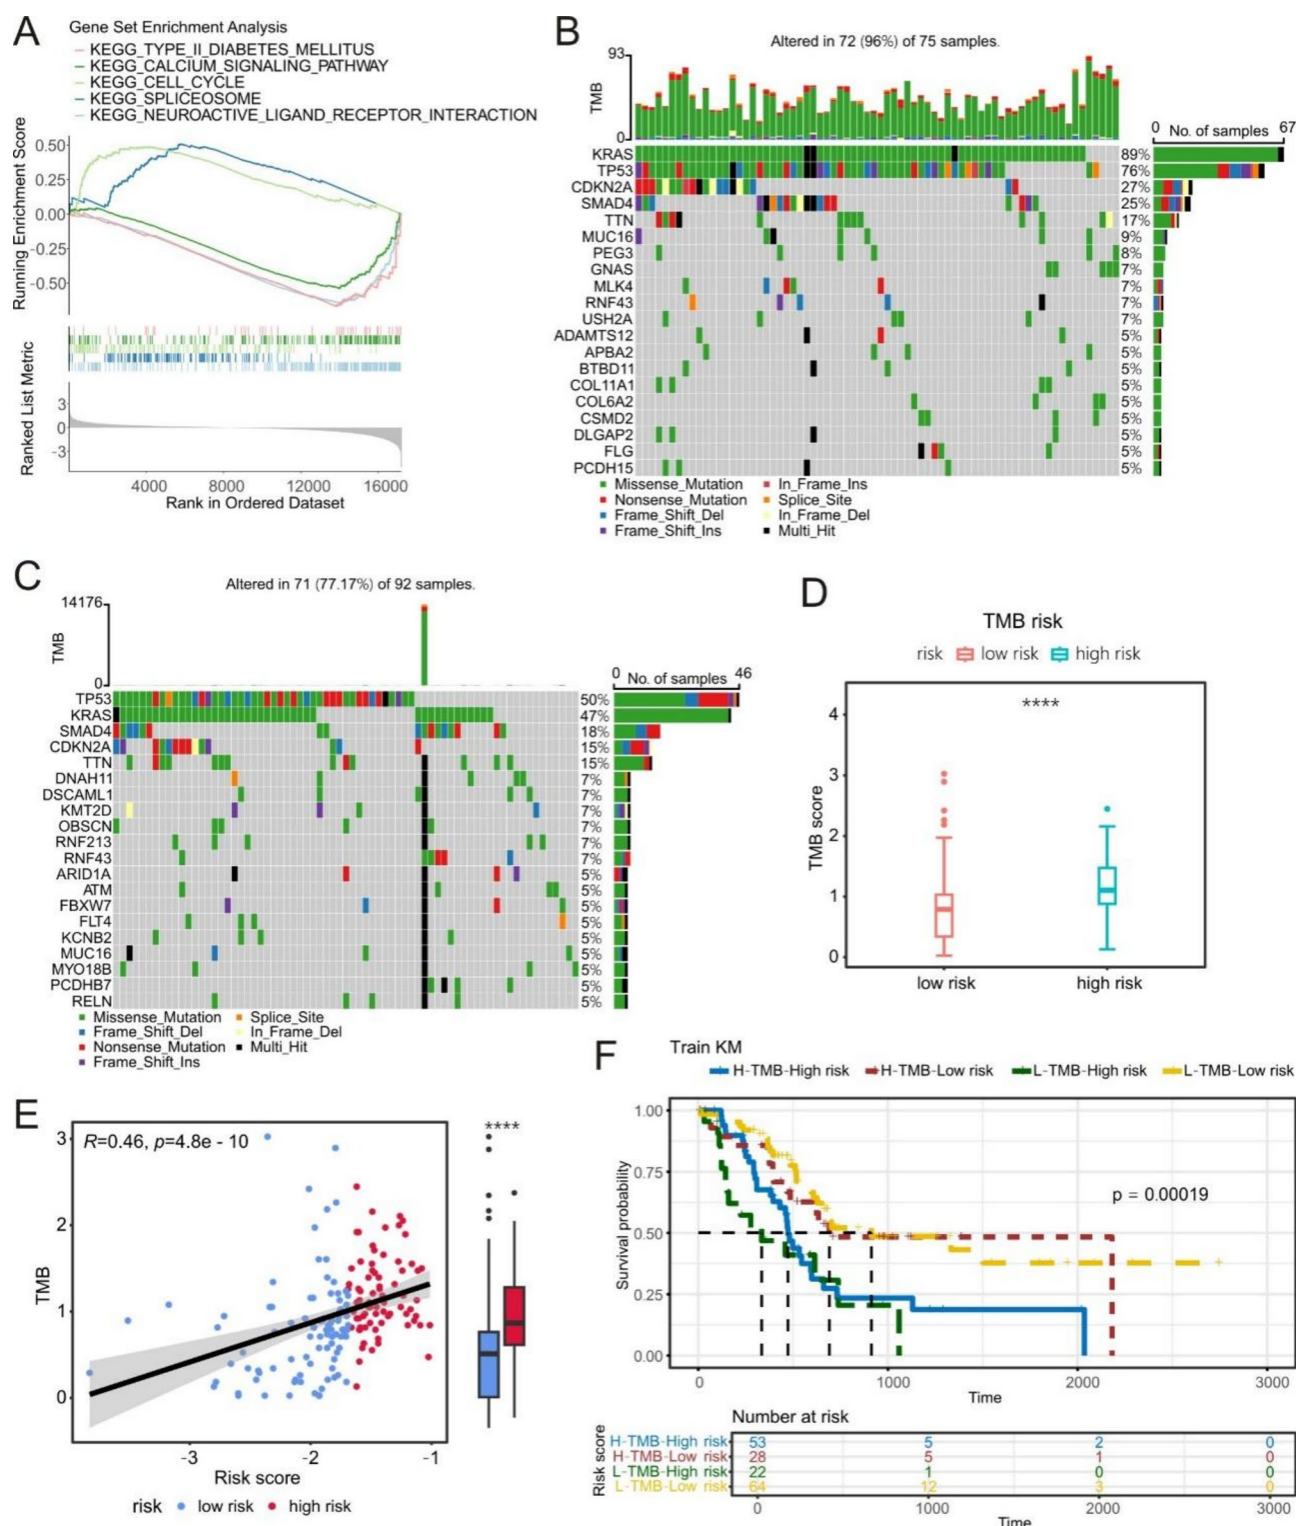 A
Gene Set Enrichment Analysis
KEGG_TYPE_II_DIABETES_MELLITUS
KEGG_CALCIUM_SIGNALING_PATHWAY
KEGG_CELL_CYCLE
KEGG_SPLICEOSOME
KEGG_NEUROACTIVE_LIGAND_RECEPTOR_INTERACTION
Running Enrichment Score
0.50
0.25
0.00
-0.25
-0.50
Ranked List Metric
3
0
-3
4000 8000 12000 16000
Rank in Ordered Dataset
B
Altered in 72 (96%) of 75 samples.
93
TMB
0
0 No. of samples 67
KRAS 89%
TP53 76%
CDKN2A 27%
SMAD4 25%
TTN 17%
MUC16 9%
PEG3 8%
GNAS 7%
MLK4 7%
RNF43 7%
USH2A 7%
ADAMTS12 5%
APBA2 5%
BTBD11 5%
COL11A1 5%
COL6A2 5%
CSMD2 5%
DLGAP2 5%
FLG 5%
PCDH15 5%
Missense_Mutation In_Frame_Ins
Nonsense_Mutation Splice_Site
Frame_Shift_Del In_Frame_Del
Frame_Shift_Ins Multi_Hit
C
Altered in 71 (77.17%) of 92 samples.
14176
TMB
0
0 No. of samples 46
TP53 50%
KRAS 47%
SMAD4 18%
CDKN2A 15%
TTN 15%
DNAH11 7%
DSCAML1 7%
KMT2D 7%
OBSCN 7%
RNF213 7%
RNF43 7%
ARID1A 5%
ATM 5%
FBXW7 5%
FLT4 5%
KCNB2 5%
MUC16 5%
MYO18B 5%
PCDHB7 5%
RELN 5%
Missense_Mutation Splice_Site
Frame_Shift_Del In_Frame_Del
Nonsense_Mutation Multi_Hit
Frame_Shift_Ins
D
TMB risk
risk low risk high risk
****
TMB score
4
3
2
1
0
low risk high risk
E
R=0.46, p=4.8e - 10
****
TMB
3
2
1
0
-3 -2 -1
Risk score
risk low risk high risk
F
Train KM
H-TMB-High risk H-TMB-Low risk L-TMB-High risk L-TMB-Low risk
Survival probability
1.00
0.75
0.50
0.25
0.00
p = 0.00019
0 1000 2000 3000
Time
Number at risk
Risk score
H-TMB-High risk 53 5 2 0
H-TMB-Low risk 28 5 1 0
L-TMB-High risk 22 1 0 0
L-TMB-Low risk 64 12 3 0
0 1000 2000 3000
Time